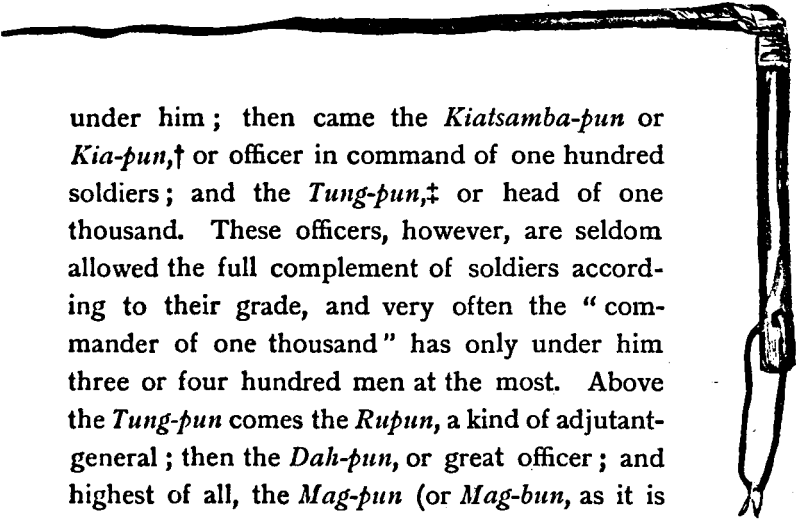 under him ; then came the Kiatsamba-pun or
Kia-pun,† or officer in command of one hundred
soldiers ; and the Tung-pun,‡ or head of one
thousand. These officers, however, are seldom
allowed the full complement of soldiers accord-
ing to their grade, and very often the “ com-
mander of one thousand ” has only under him
three or four hundred men at the most. Above
the Tung-pun comes the Rupun, a kind of adjutant-
general ; then the Dah-pun, or great officer ; and
highest of all, the Mag-pun (or Mag-bun, as it is